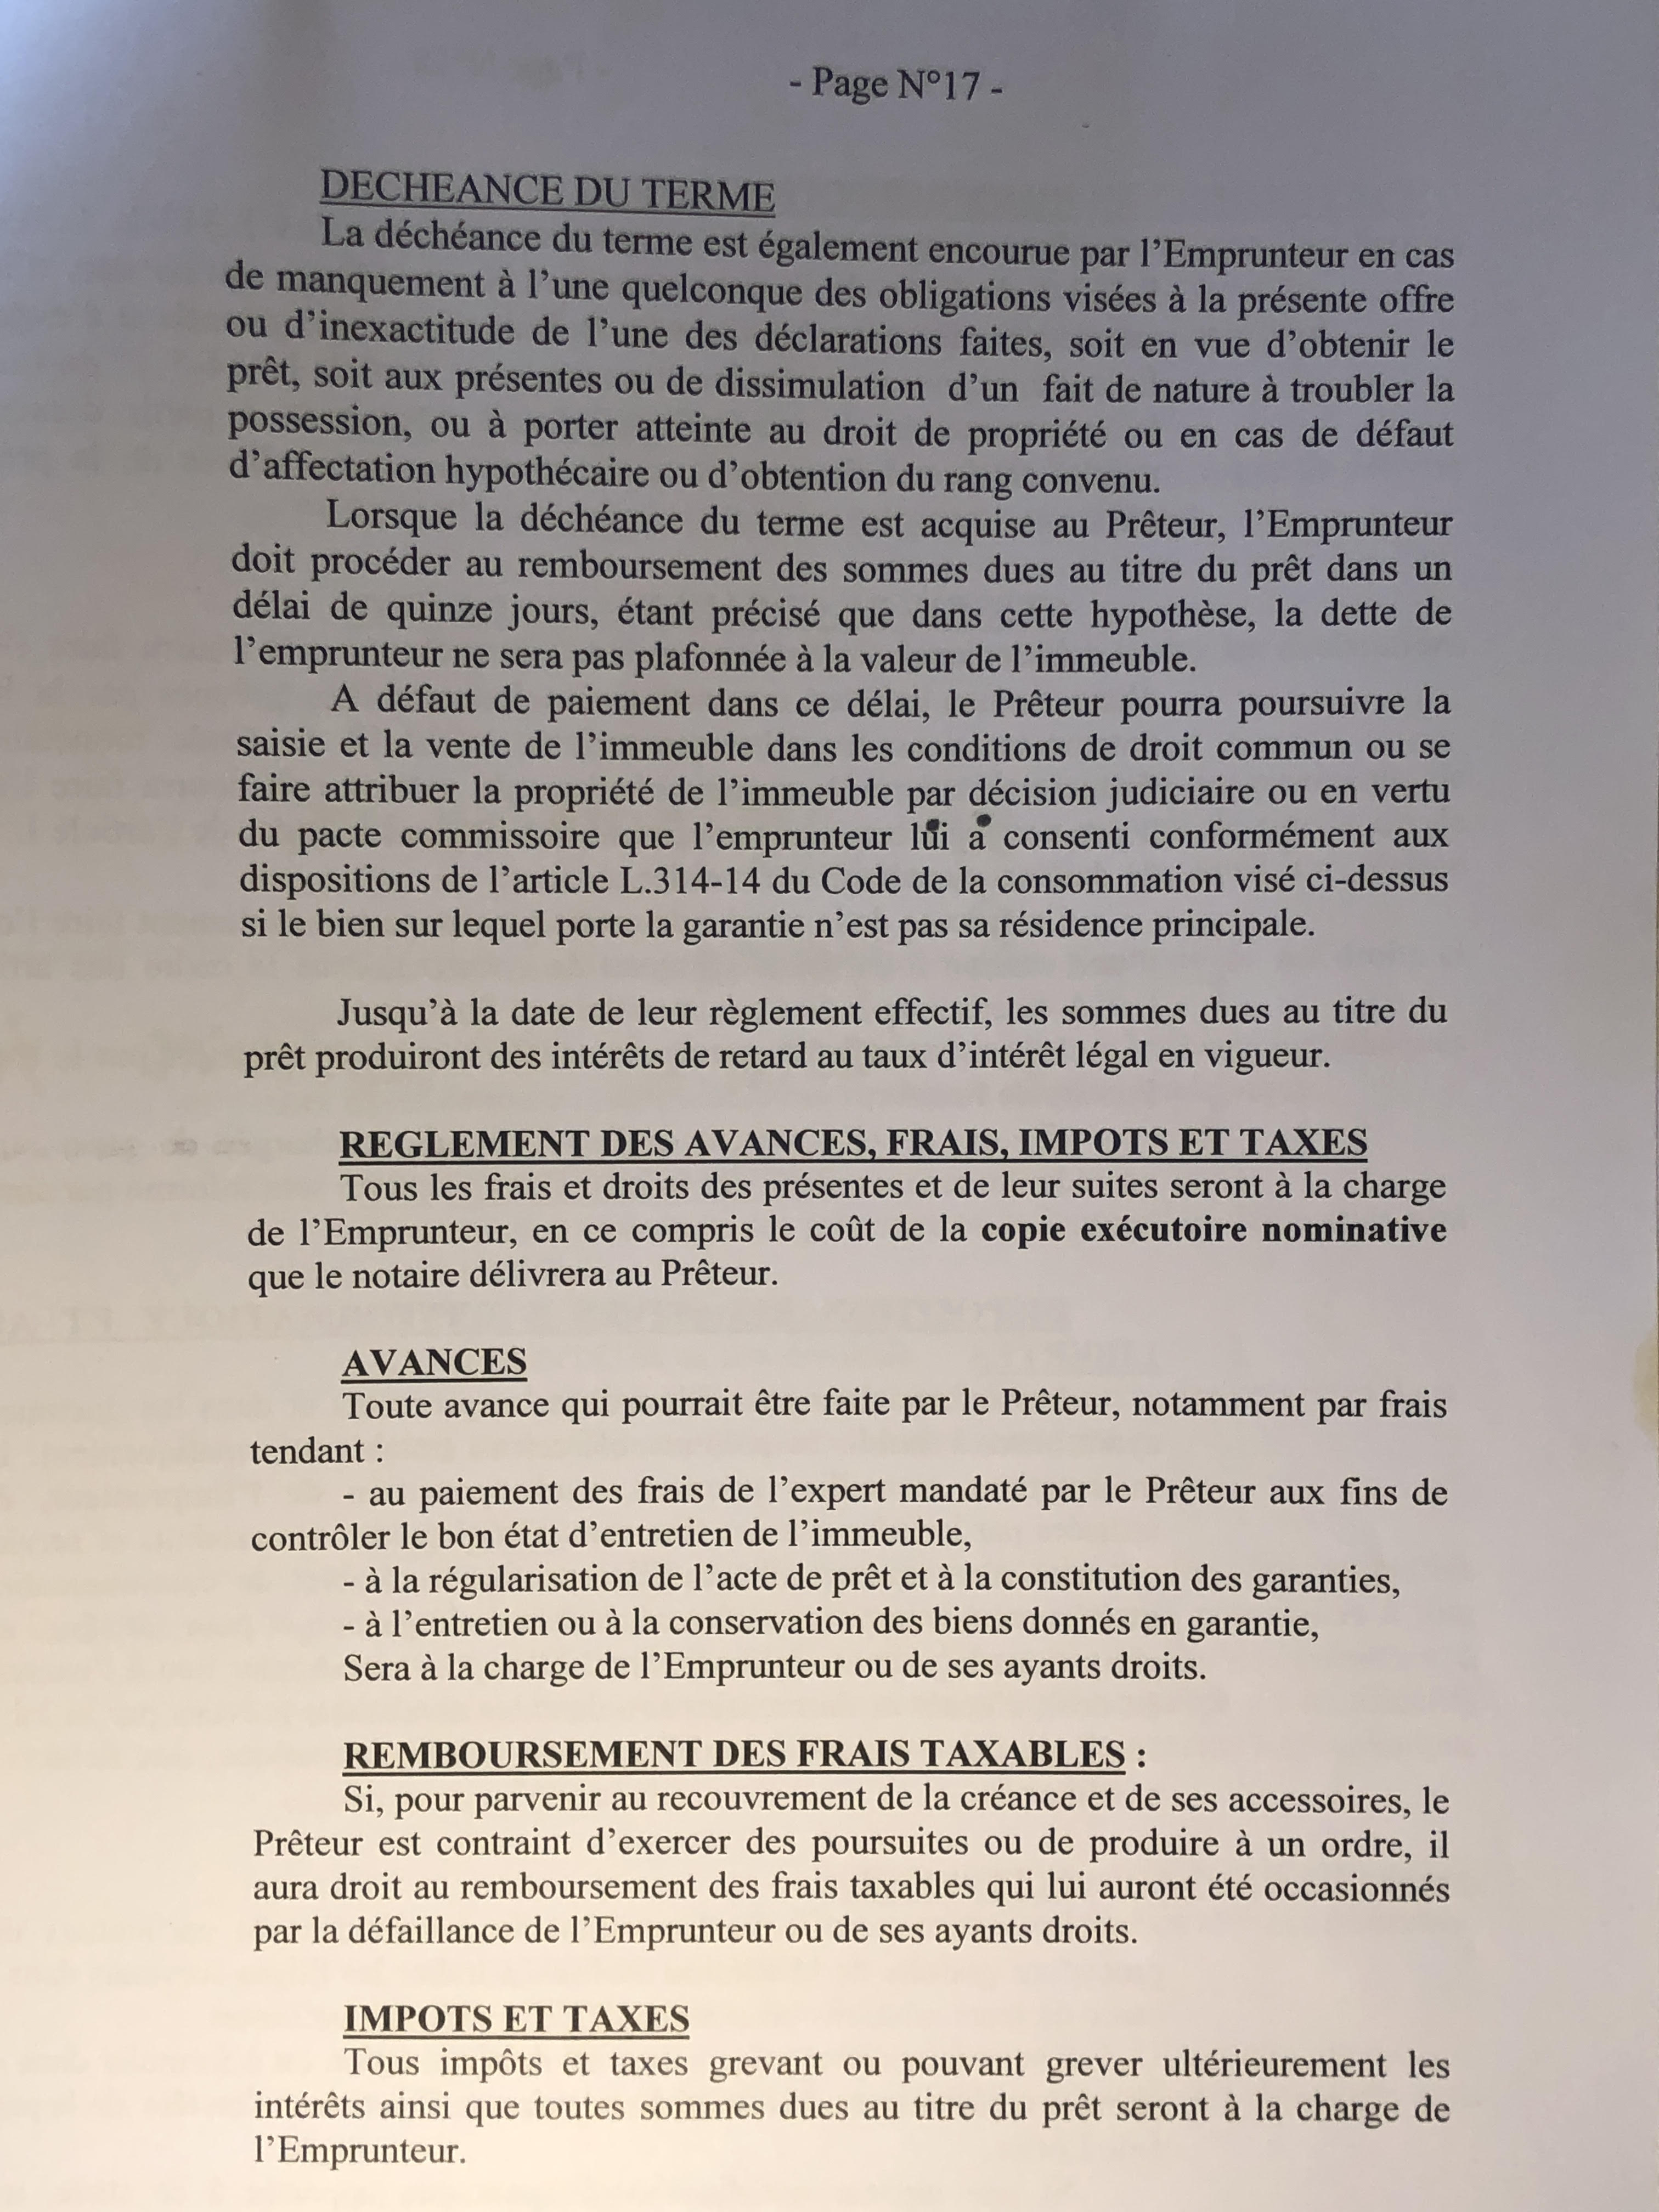 - Page N°17 -
DECHEANCE DU TERME
La déchéance du terme est également encourue par l'Emprunteur en cas
de manquement à l'une quelconque des obligations visées à la présente offre
ou d'inexactitude de l'une des déclarations faites, soit en vue d'obtenir le
prêt, soit aux présentes ou de dissimulation d'un fait de nature à troubler la
possession, ou à porter atteinte au droit de propriété ou en cas de défaut
d'affectation hypothécaire ou d'obtention du rang convenu.
Lorsque la déchéance du terme est acquise au Prêteur, l'Emprunteur
doit procéder au remboursement des sommes dues au titre du prêt dans un
délai de quinze jours, étant précisé que dans cette hypothèse, la dette de
l'emprunteur ne sera pas plafonnée à la valeur de l'immeuble.
A défaut de paiement dans ce délai, le Prêteur pourra poursuivre la
saisie et la vente de l'immeuble dans les conditions de droit commun ou se
faire attribuer la propriété de l'immeuble par décision judiciaire ou en vertu
du pacte commissoire que l'emprunteur lui a consenti conformément aux
dispositions de l'article L.314-14 du Code de la consommation visé ci-dessus
si le bien sur lequel porte la garantie n'est pas sa résidence principale.
Jusqu'à la date de leur règlement effectif, les sommes dues au titre du
prêt produiront des intérêts de retard au taux d'intérêt légal en vigueur.
REGLEMENT DES AVANCES, FRAIS, IMPOTS ET TAXES
Tous les frais et droits des présentes et de leur suites seront à la charge
de l'Emprunteur, en ce compris le coût de la copie exécutoire nominative
que le notaire délivrera au Prêteur.
AVANCES
Toute avance qui pourrait être faite par le Prêteur, notamment par frais
tendant :
- au paiement des frais de l'expert mandaté par le Prêteur aux fins de
contrôler le bon état d'entretien de l'immeuble,
- à la régularisation de l'acte de prêt et à la constitution des garanties,
- à l'entretien ou à la conservation des biens donnés en garantie,
Sera à la charge de l'Emprunteur ou de ses ayants droits.
REMBOURSEMENT DES FRAIS TAXABLES :
Si, pour parvenir au recouvrement de la créance et de ses accessoires, le
Prêteur est contraint d'exercer des poursuites ou de produire à un ordre, il
aura droit au remboursement des frais taxables qui lui auront été occasionnés
par la défaillance de l'Emprunteur ou de ses ayants droits.
IMPOTS ET TAXES
Tous impôts et taxes grevant ou pouvant grever ultérieurement les
intérêts ainsi que toutes sommes dues au titre du prêt seront à la charge de
l'Emprunteur.